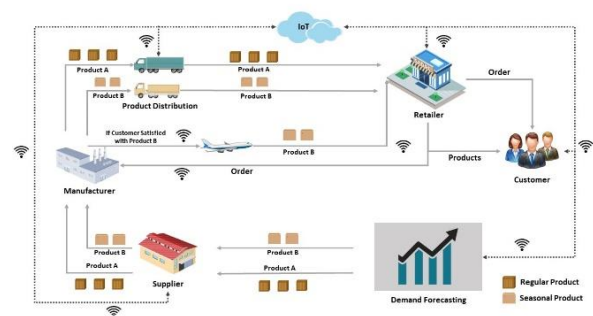 IoT
Product A
Product A
Product B
Product B
Product Distribution
Order
Retailer
If Customer Satisfied
with Product B
Product B
Products
Manufacturer
Order
Customer
Product B
Product B
Product A
Product A
Supplier
Demand Forecasting
Regular Product
Seasonal Product